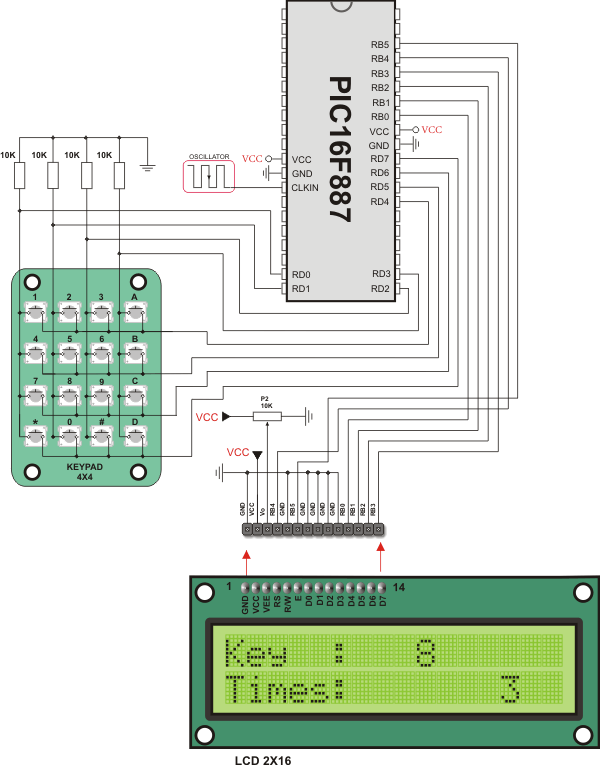 PIC16F887
RB5
RB4
RB3
RB2
RB1
RB0
VCC VCC
GND
RD7
RD6
RD5
RD4
RD3
RD2
OSCILLATOR
VCC VCC
GND
CLKIN
RD0
RD1
10K 10K 10K 10K
1 2 3 A
4 5 6 B
7 8 9 C
* 0 # D
KEYPAD
4X4
P2
10K
VCC
VCC
GND VCC Vo RB4 GND RB5 GND GND GND GND RB0 RB1 RB2 RB3
1 14
GND VCC VEE RS R/W E D0 D1 D2 D3 D4 D5 D6 D7
Key : 8
Times: 3
LCD 2X16